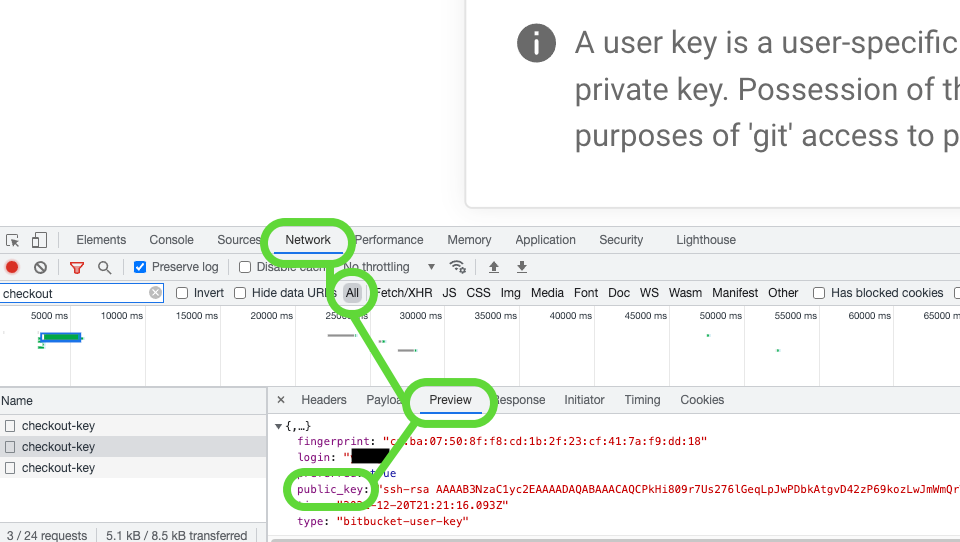 A user key is a user-specific
private key. Possession of th
purposes of 'git' access to p
Elements Console Sources Network Performance Memory Application Security Lighthouse
Preserve log Disable cache No throttling
checkout Invert Hide data URLs All Fetch/XHR JS CSS Img Media Font Doc WS Wasm Manifest Other Has blocked cookies
5000 ms 10000 ms 15000 ms 20000 ms 25000 ms 30000 ms 35000 ms 40000 ms 45000 ms 50000 ms 55000 ms 60000 ms 65000
Name × Headers Payload Preview Response Initiator Timing Cookies
checkout-key
checkout-key
checkout-key
{,…}
fingerprint: :ba:07:50:8f:f8:cd:1b:2f:23:cf:41:7a:f9:dd:18"
login: "
true
public_key: "ssh-rsa AAAAB3NzaC1yc2EAAAADAQABAAACAQCPkHi809r7Us276lGeqLpJwPDbkAtgvD42zP69kozLwJmWmQr
-12-20T21:21:16.093Z"
type: "bitbucket-user-key"
3 / 24 requests 5.1 kB / 8.5 kB transferred